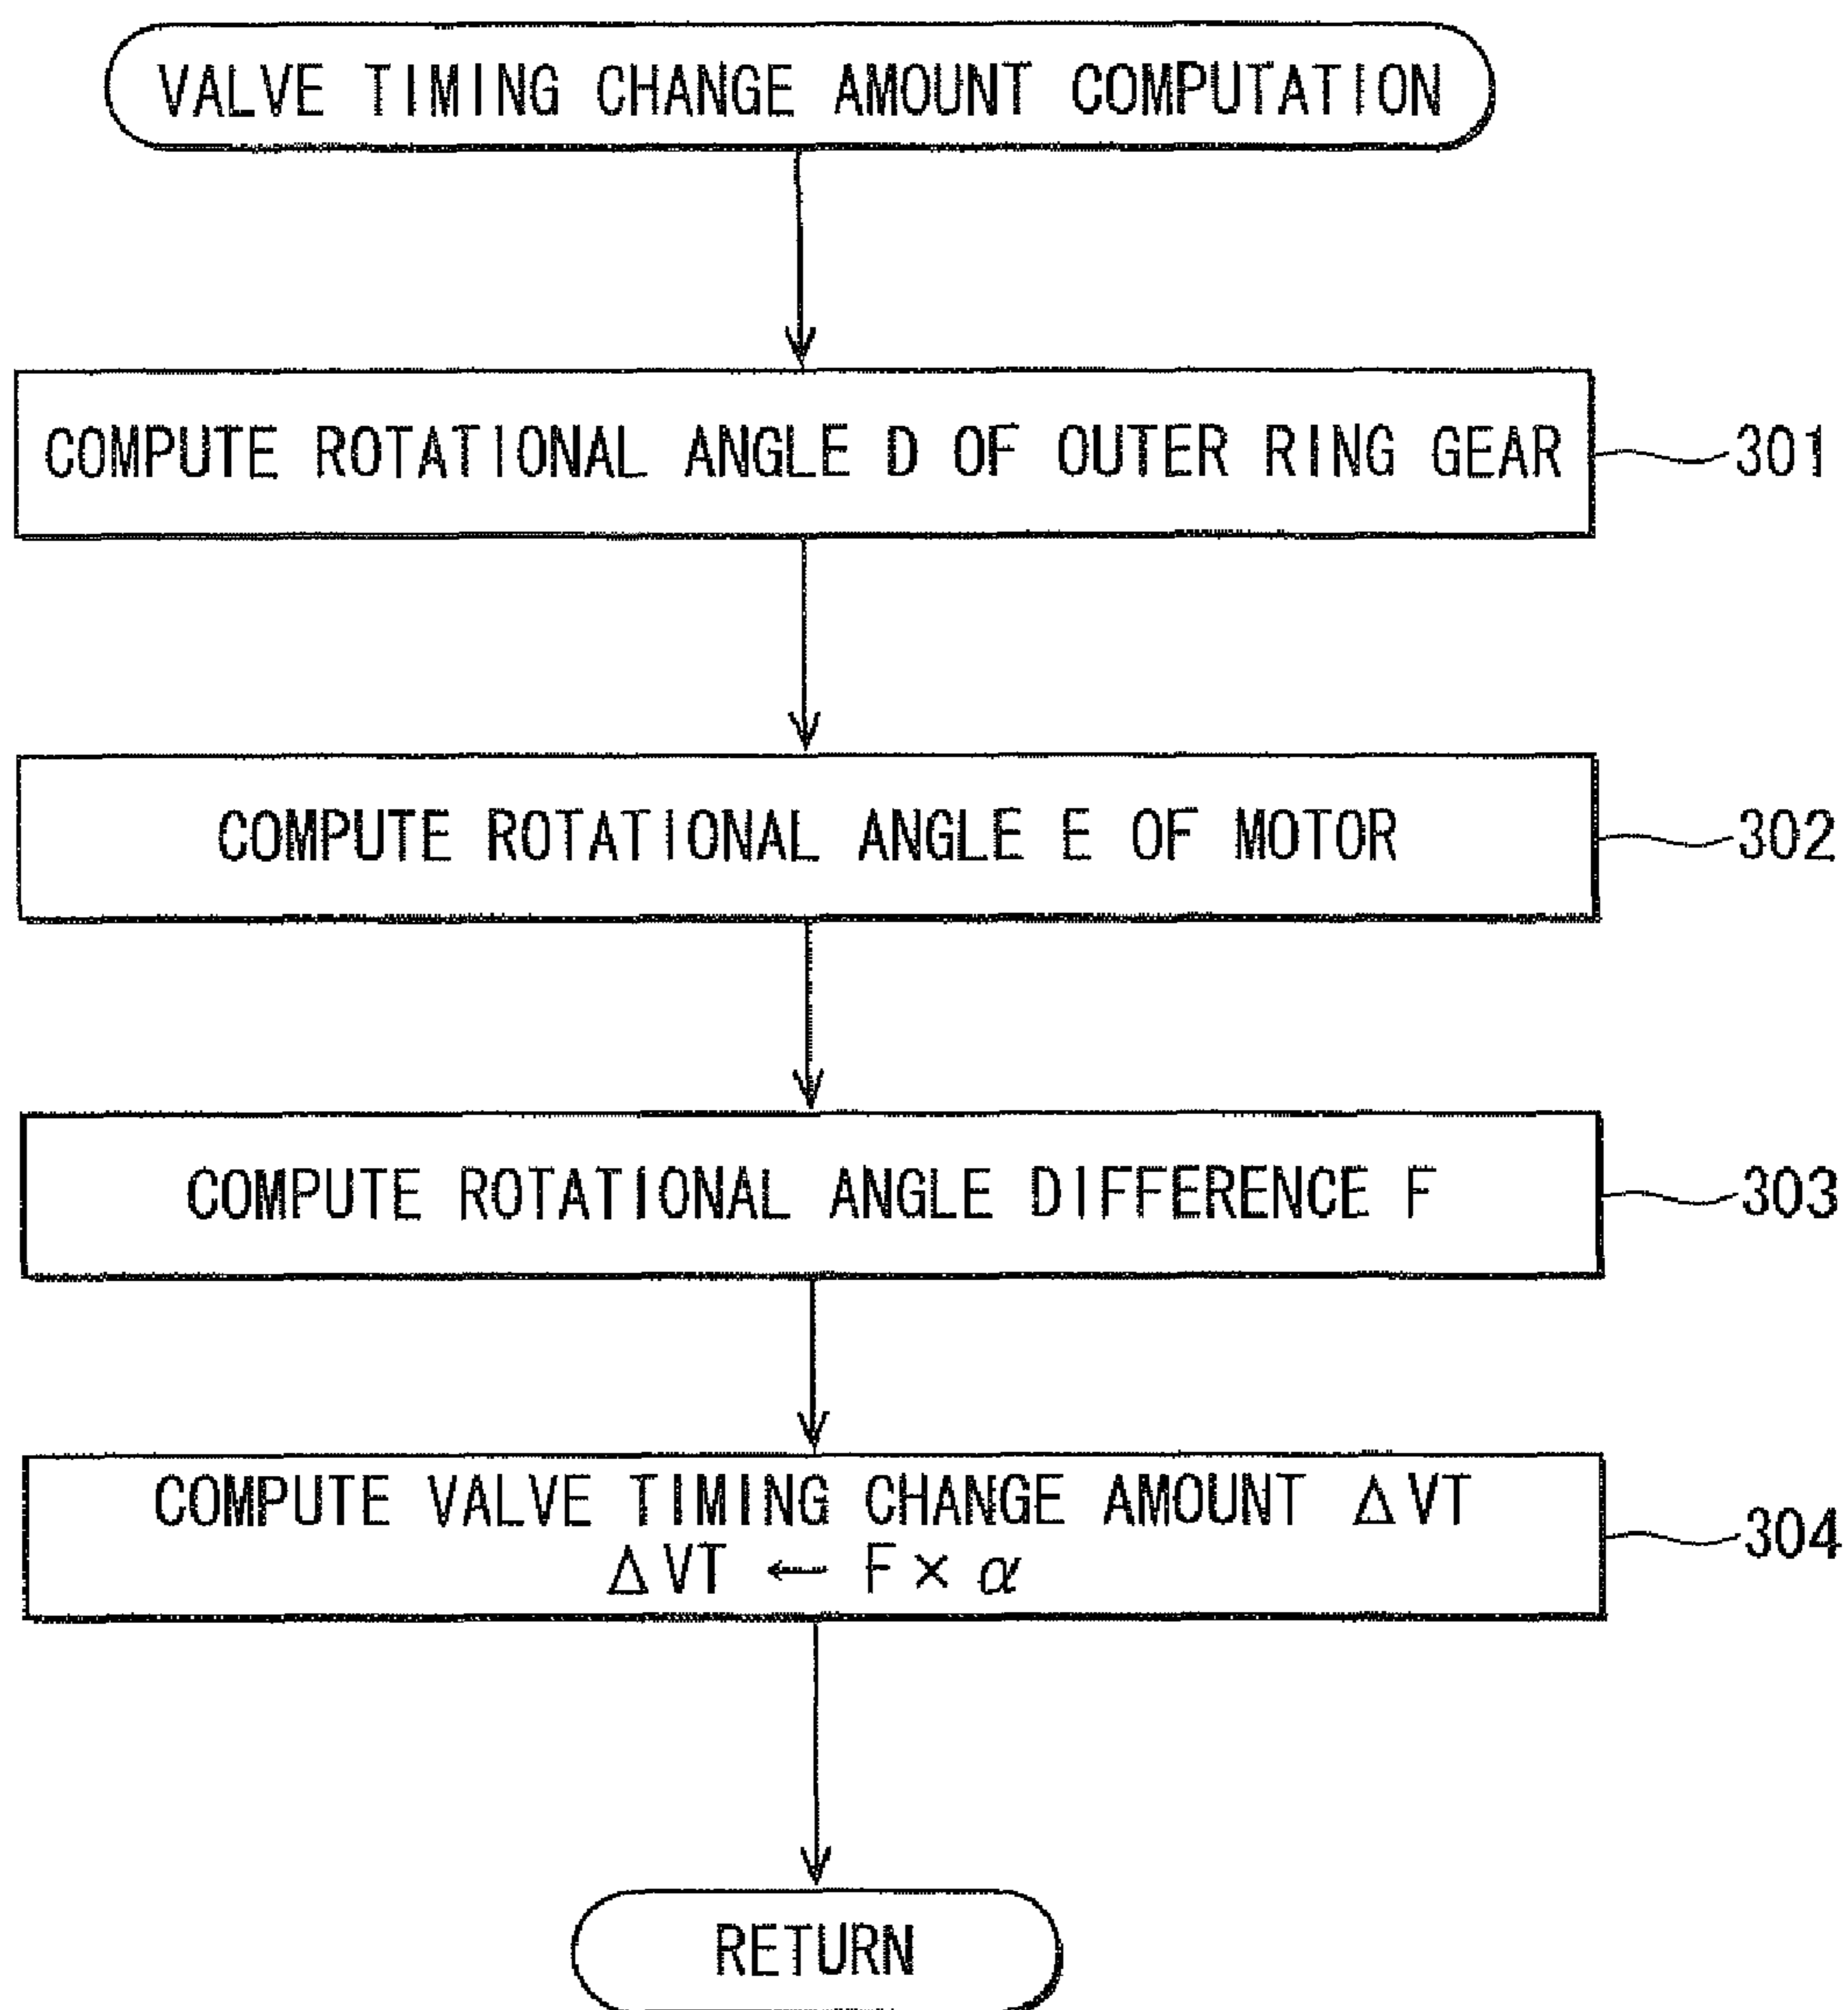 VALVE TIMING CHANGE AMOUNT COMPUTATION
COMPUTE ROTATIONAL ANGLE D OF OUTER RING GEAR
301
COMPUTE ROTATIONAL ANGLE E OF MOTOR
302
COMPUTE ROTATIONAL ANGLE DIFFERENCE F
303
COMPUTE VALVE TIMING CHANGE AMOUNT ΔVT
ΔVT ← F × α
304
RETURN